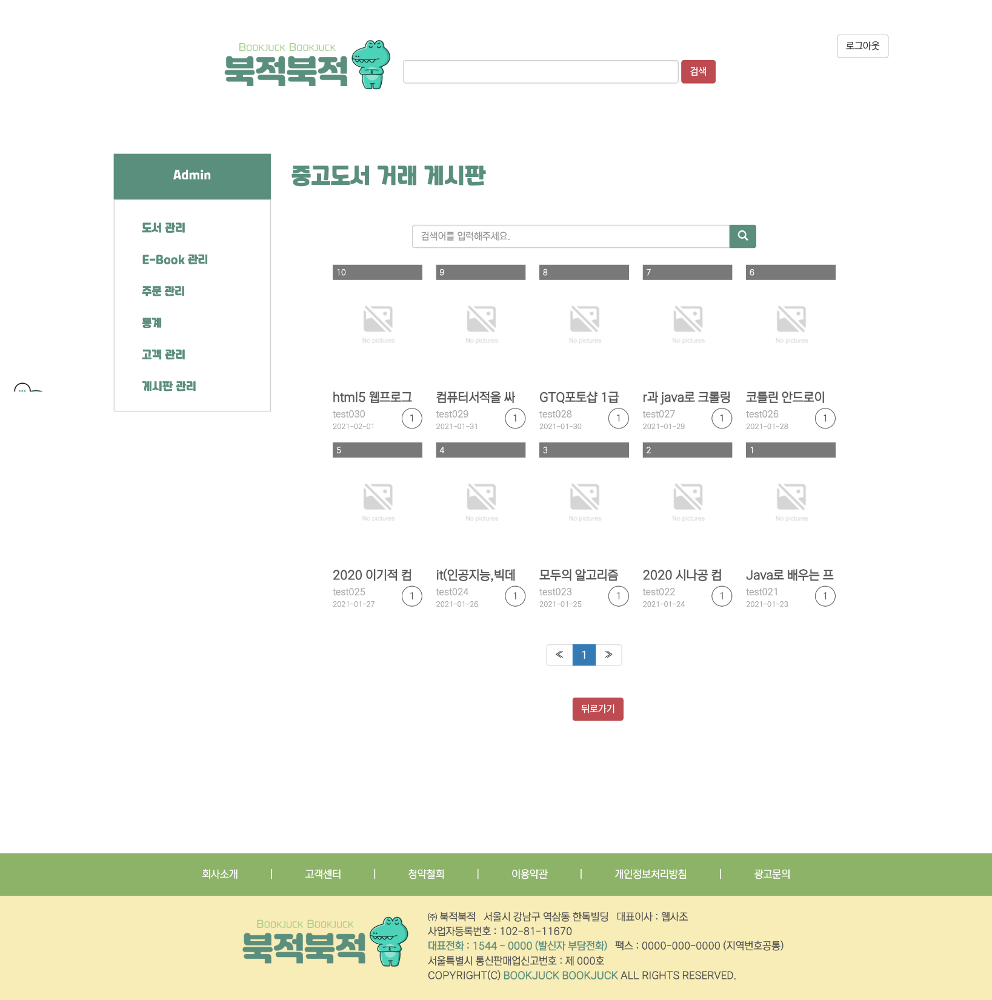 BOOKJUCK BOOKJUCK
북적북적
검색
로그아웃
Admin
도서 관리
E-Book 관리
주문 관리
통계
고객 관리
게시판 관리
중고도서 거래 게시판
검색어를 입력해주세요.
10 9 8 7 6
No pictures No pictures No pictures No pictures No pictures
html5 웹프로그 컴퓨터서적을 싸 GTQ포토샵 1급 r과 java로 크롤링 코틀린 안드로이
test030 1 test029 1 test028 1 test027 1 test026 1
2021-02-01 2021-01-31 2021-01-30 2021-01-29 2021-01-28
5 4 3 2 1
No pictures No pictures No pictures No pictures No pictures
2020 이기적 컴 it(인공지능,빅데 모두의 알고리즘 2020 시나공 컴 Java로 배우는 프
test025 1 test024 1 test023 1 test022 1 test021 1
2021-01-27 2021-01-26 2021-01-25 2021-01-24 2021-01-23
« 1 »
뒤로가기
회사소개 | 고객센터 | 청약철회 | 이용약관 | 개인정보처리방침 | 광고문의
BOOKJUCK BOOKJUCK
북적북적
㈜ 북적북적 서울시 강남구 역삼동 한독빌딩 대표이사 : 웹사조
사업자등록번호 : 102-81-11670
대표전화 : 1544 - 0000 (발신자 부담전화) 팩스 : 0000-000-0000 (지역번호공통)
서울특별시 통신판매업신고번호 : 제 000호
COPYRIGHT(C) BOOKJUCK BOOKJUCK ALL RIGHTS RESERVED.